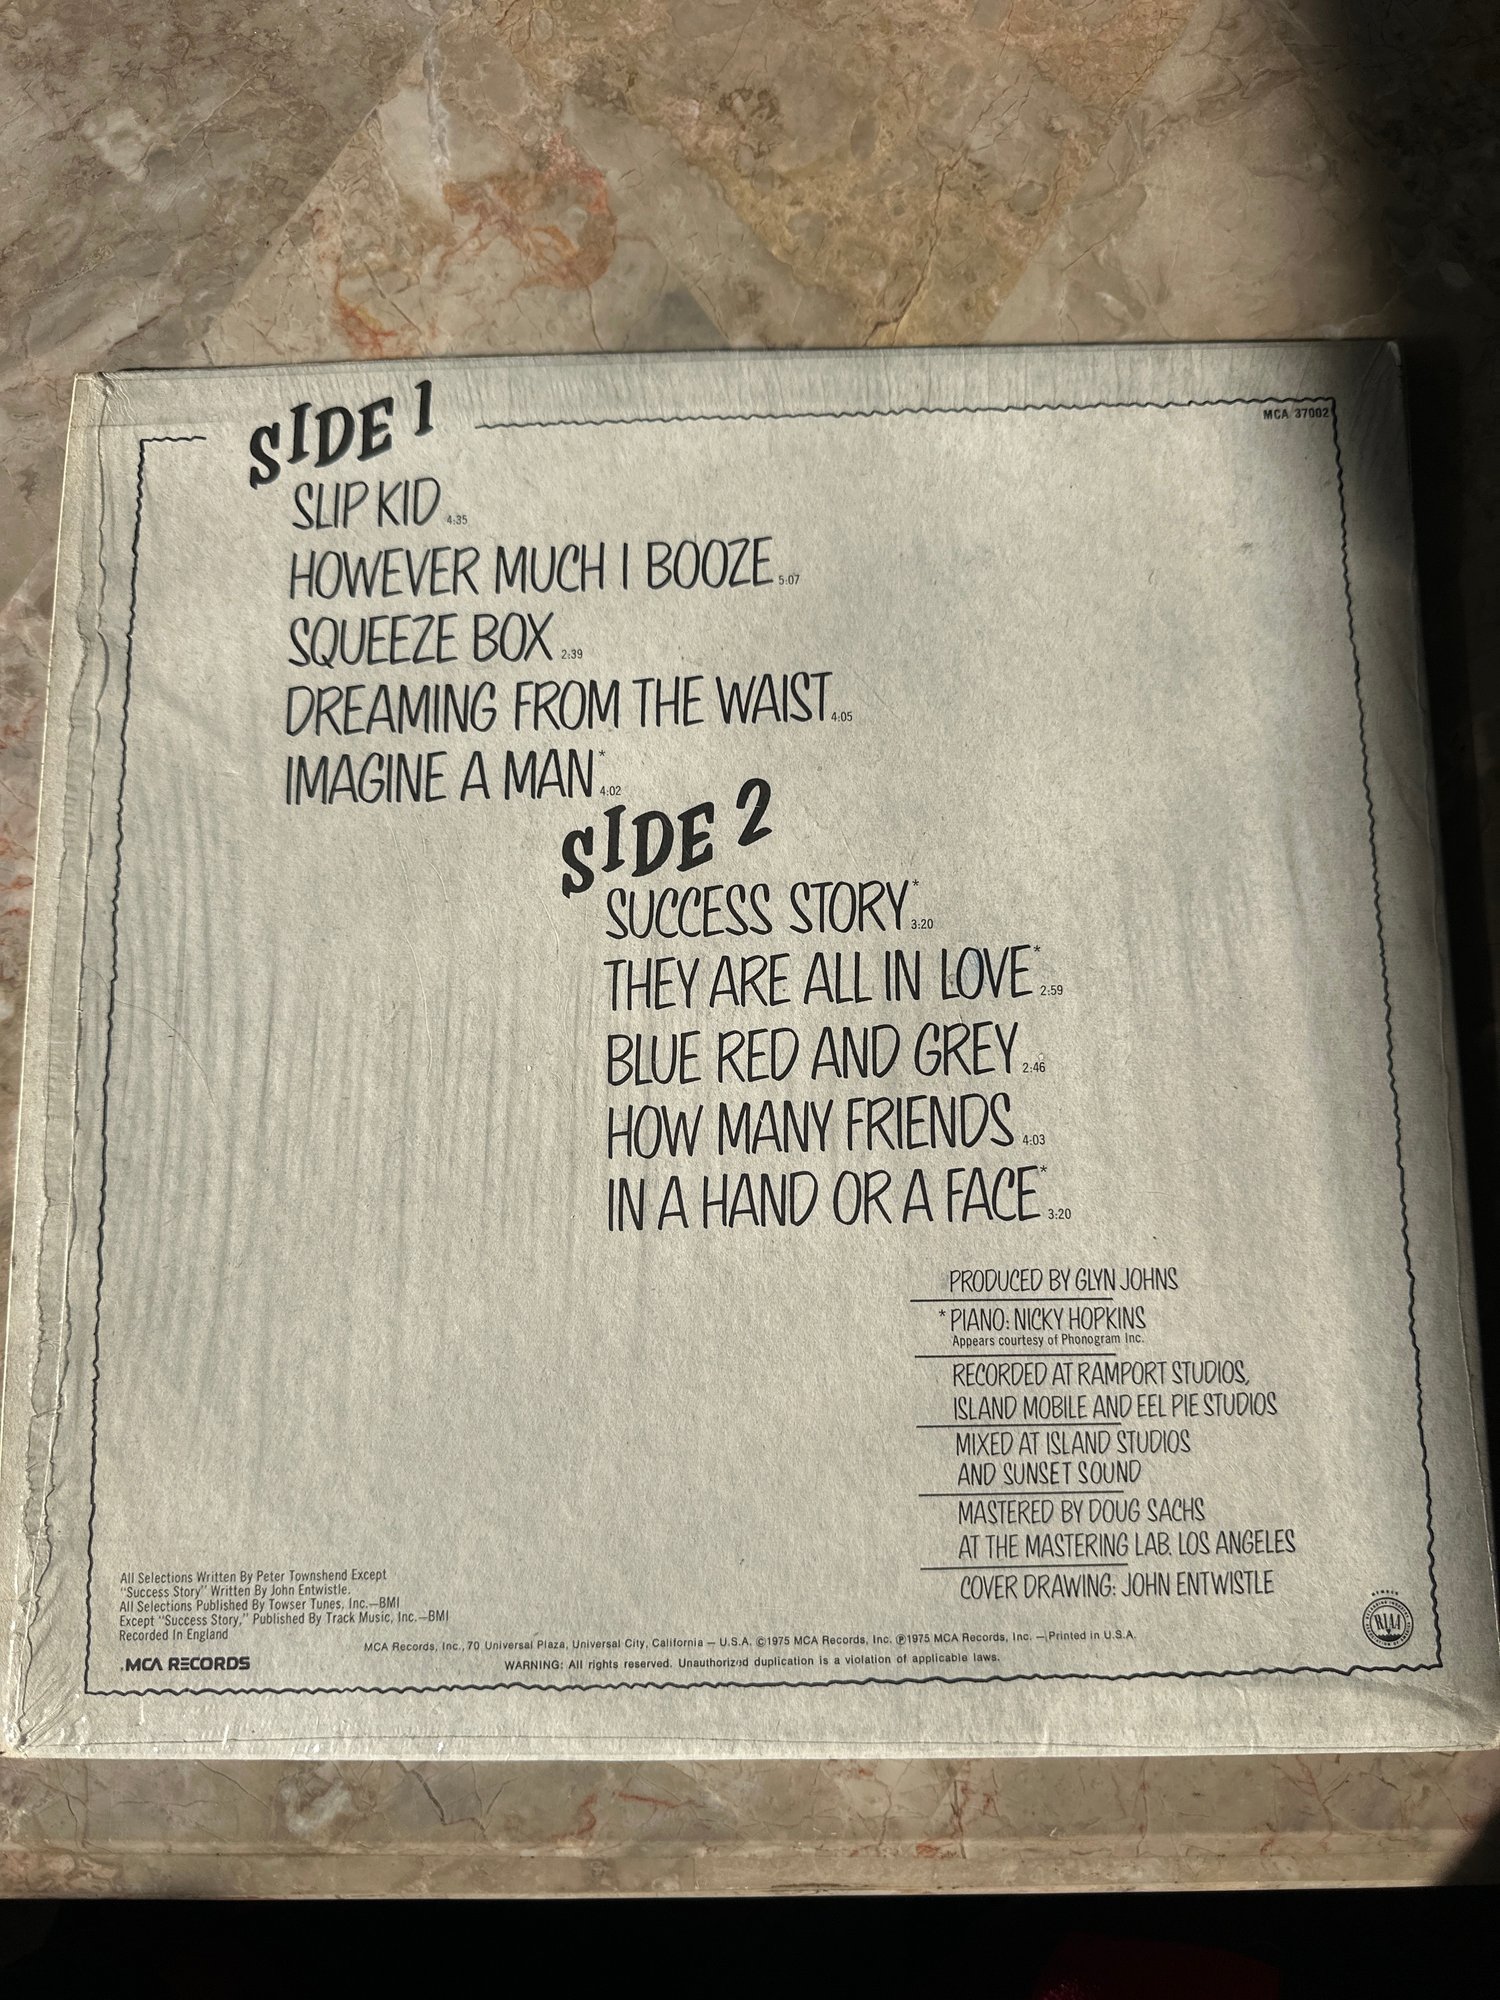 SIDE 1
MCA 37002
SLIP KID 4:35
HOWEVER MUCH I BOOZE 5:07
SQUEEZE BOX 2:39
DREAMING FROM THE WAIST 4:05
IMAGINE A MAN* 4:02
SIDE 2
SUCCESS STORY* 3:20
THEY ARE ALL IN LOVE* 2:59
BLUE RED AND GREY 2:46
HOW MANY FRIENDS 4:03
IN A HAND OR A FACE* 3:20
PRODUCED BY GLYN JOHNS
* PIANO: NICKY HOPKINS
Appears courtesy of Phonogram Inc.
RECORDED AT RAMPORT STUDIOS,
ISLAND MOBILE AND EEL PIE STUDIOS
MIXED AT ISLAND STUDIOS
AND SUNSET SOUND
MASTERED BY DOUG SACHS
AT THE MASTERING LAB. LOS ANGELES
COVER DRAWING: JOHN ENTWISTLE
All Selections Written By Peter Townshend Except
"Success Story" Written By John Entwistle.
All Selections Published By Towser Tunes, Inc.—BMI
Except "Success Story," Published By Track Music, Inc.—BMI
Recorded In England
MCA RECORDS
MCA Records, Inc., 70 Universal Plaza, Universal City, California — U.S.A. ©1975 MCA Records, Inc. ℗1975 MCA Records, Inc. — Printed in U.S.A.
WARNING: All rights reserved. Unauthorized duplication is a violation of applicable laws.
RIAA